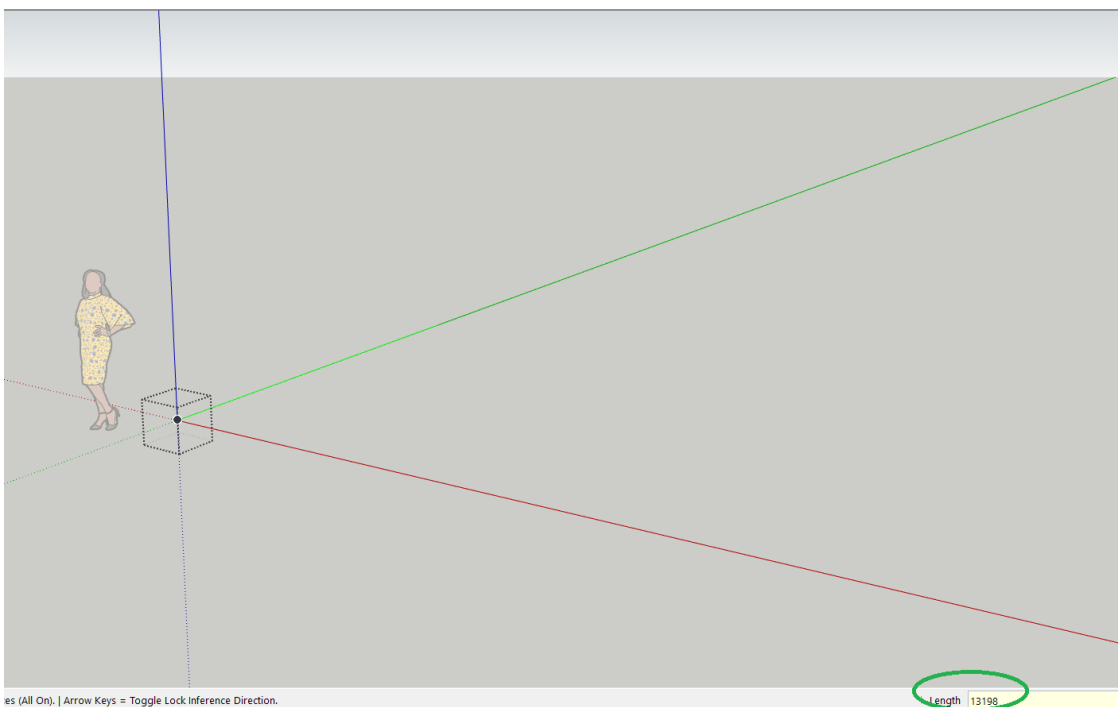 es (All On). | Arrow Keys = Toggle Lock Inference Direction.
Length 13198